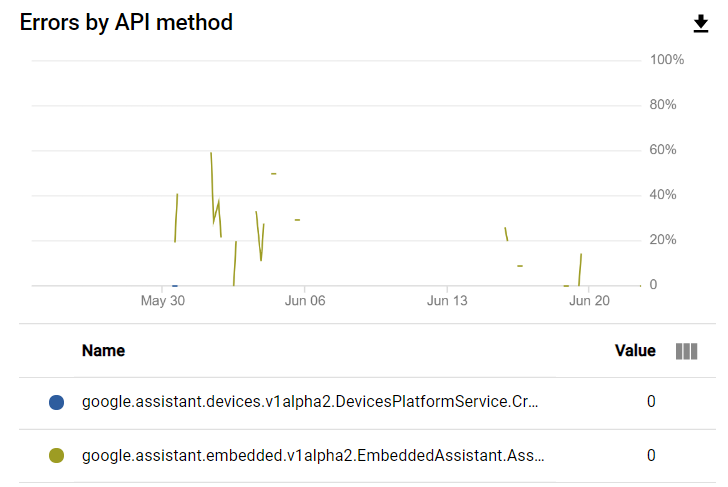 Errors by API method
100%
80%
60%
40%
20%
0
May 30 Jun 06 Jun 13 Jun 20
Name Value
google.assistant.devices.v1alpha2.DevicesPlatformService.Cr... 0
google.assistant.embedded.v1alpha2.EmbeddedAssistant.Ass... 0